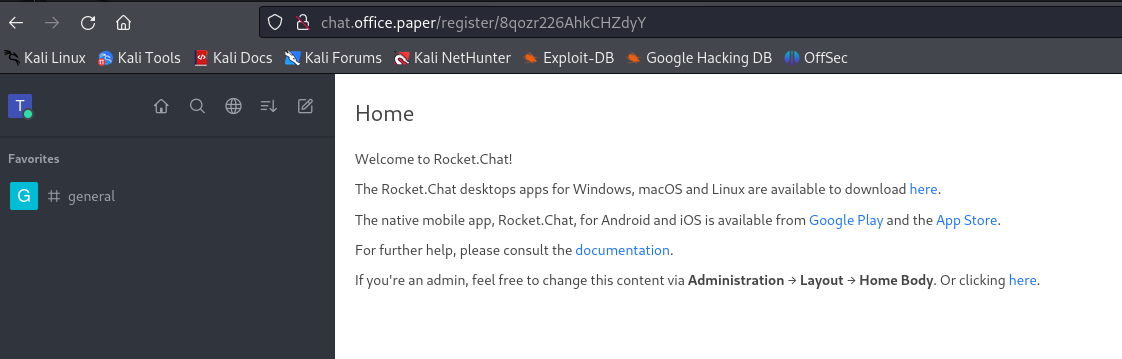 chat.office.paper/register/8qozr226AhkCHZdyY
Kali Linux Kali Tools Kali Docs Kali Forums Kali NetHunter Exploit-DB Google Hacking DB OffSec
T
Home
Welcome to Rocket.Chat!
Favorites
The Rocket.Chat desktops apps for Windows, macOS and Linux are available to download here.
G general
The native mobile app, Rocket.Chat, for Android and iOS is available from Google Play and the App Store.
For further help, please consult the documentation.
If you're an admin, feel free to change this content via Administration → Layout → Home Body. Or clicking here.